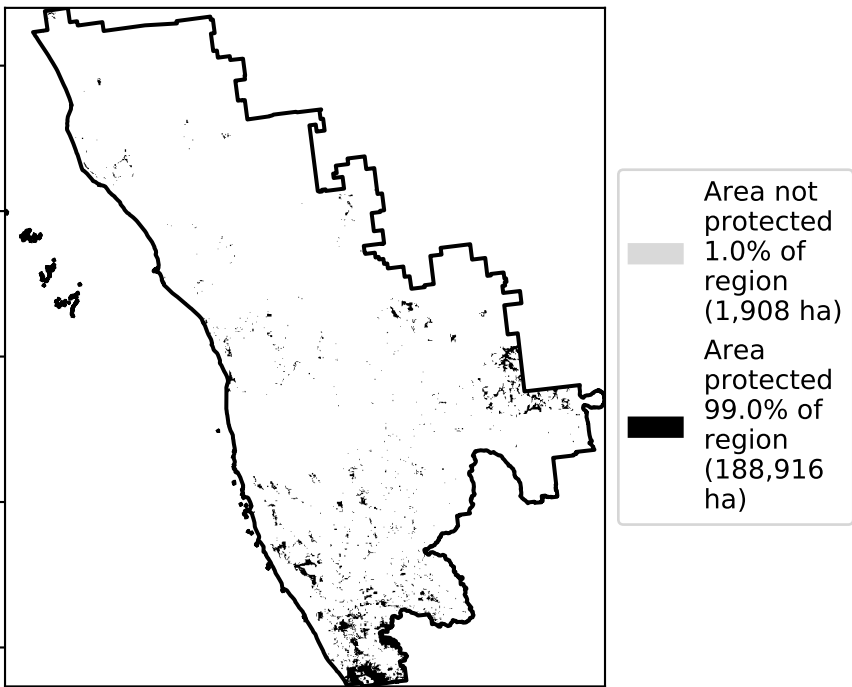 Area not
protected
1.0% of
region
(1,908 ha)
Area
protected
99.0% of
region
(188,916
ha)